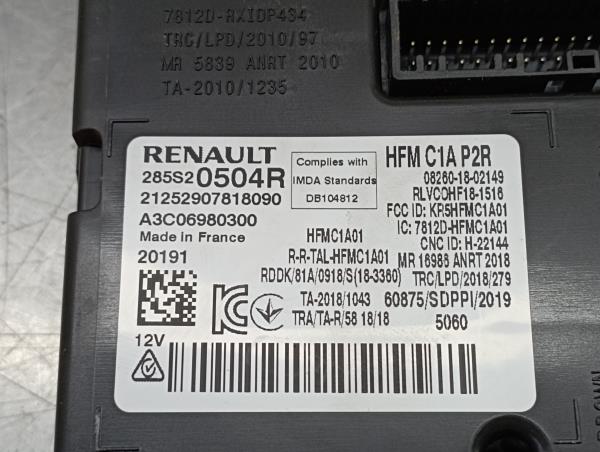 7812D-RXIDP434
TRC/LPD/2010/97
MR 5839 ANRT 2010
TA-2010/1235
RENAULT
285S20504R
21252907818090
A3C06980300
Made in France
20191
12V
Complies with
IMDA Standards
DB104812
HFM C1A P2R
08260-18-02149
RLVCOHF18-1516
FCC ID: KR5HFMC1A01
IC: 7812D-HFMC1A01
CNC ID: H-22144
HFMC1A01
R-R-TAL-HFMC1A01
MR 16986 ANRT 2018
RDDK/81A/0918/S(18-3360)
TRC/LPD/2018/279
TA-2018/1043
60875/SDPPI/2019
TRA/TA-R/58 18/18
5060
BROWN